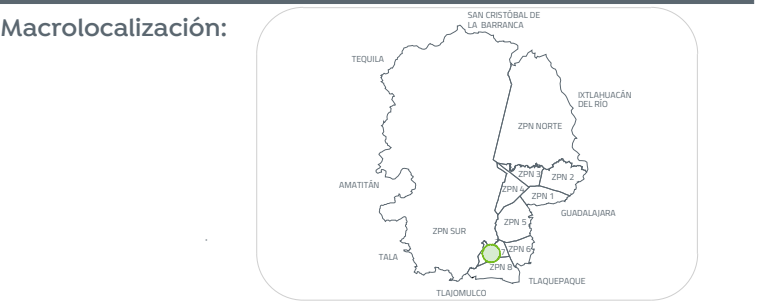 Macrolocalización:
SAN CRISTÓBAL DE
LA BARRANCA
TEQUILA
IXTLAHUACÁN
DEL RÍO
ZPN NORTE
ZPN 3
ZPN 2
AMATITÁN
ZPN 4
ZPN 1
GUADALAJARA
ZPN 5
ZPN SUR
7
ZPN 6
TALA
ZPN 8
TLAQUEPAQUE
TLAJOMULCO